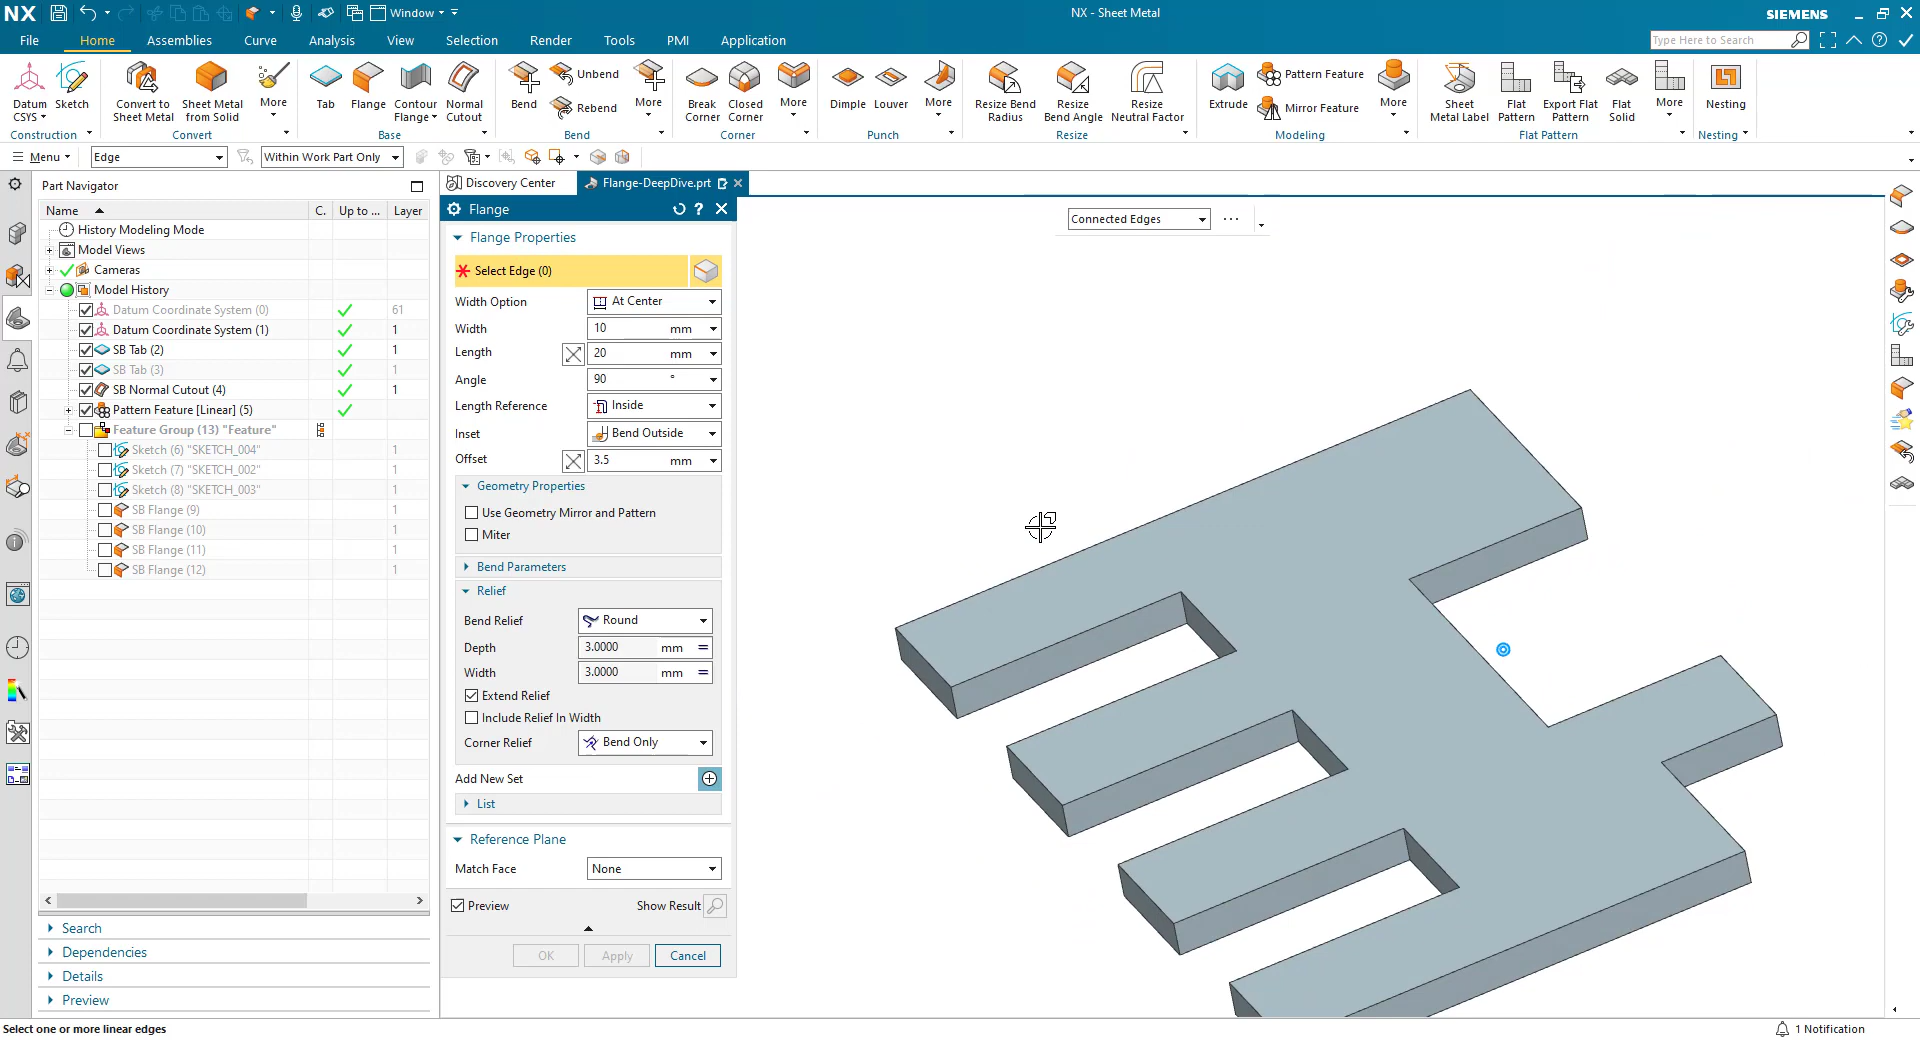 NX
Window
NX - Sheet Metal
SIEMENS
File
Home
Assemblies
Curve
Analysis
View
Selection
Render
Tools
PMI
Application
Type Here to Search
Datum CSYS
Sketch
Construction
Convert to Sheet Metal
Sheet Metal from Solid
More
Convert
Tab
Flange
Contour Flange
Normal Cutout
Base
Bend
Unbend
Rebend
More
Bend
Break Corner
Closed Corner
More
Corner
Dimple
Louver
More
Punch
Resize Bend Radius
Resize Bend Angle
Resize Neutral Factor
Resize
Extrude
Pattern Feature
Mirror Feature
More
Modeling
Sheet Metal Label
Flat Pattern
Export Flat Pattern
Flat Solid
More
Flat Pattern
Nesting
Nesting
Menu
Edge
Within Work Part Only
Part Navigator
Name C. Up to ... Layer
History Modeling Mode
Model Views
Cameras
Model History
Datum Coordinate System (0) 61
Datum Coordinate System (1) 1
SB Tab (2) 1
SB Tab (3) 1
SB Normal Cutout (4) 1
Pattern Feature [Linear] (5)
Feature Group (13) "Feature"
Sketch (6) "SKETCH_004" 1
Sketch (7) "SKETCH_002" 1
Sketch (8) "SKETCH_003" 1
SB Flange (9) 1
SB Flange (10) 1
SB Flange (11) 1
SB Flange (12) 1
Search
Dependencies
Details
Preview
Discovery Center
Flange-DeepDive.prt
Flange
Flange Properties
Select Edge (0)
Width Option At Center
Width 10 mm
Length 20 mm
Angle 90 °
Length Reference Inside
Inset Bend Outside
Offset 3.5 mm
Geometry Properties
Use Geometry Mirror and Pattern
Miter
Bend Parameters
Relief
Bend Relief Round
Depth 3.0000 mm =
Width 3.0000 mm =
Extend Relief
Include Relief In Width
Corner Relief Bend Only
Add New Set
List
Reference Plane
Match Face None
Preview Show Result
OK Apply Cancel
Connected Edges
Select one or more linear edges
1 Notification